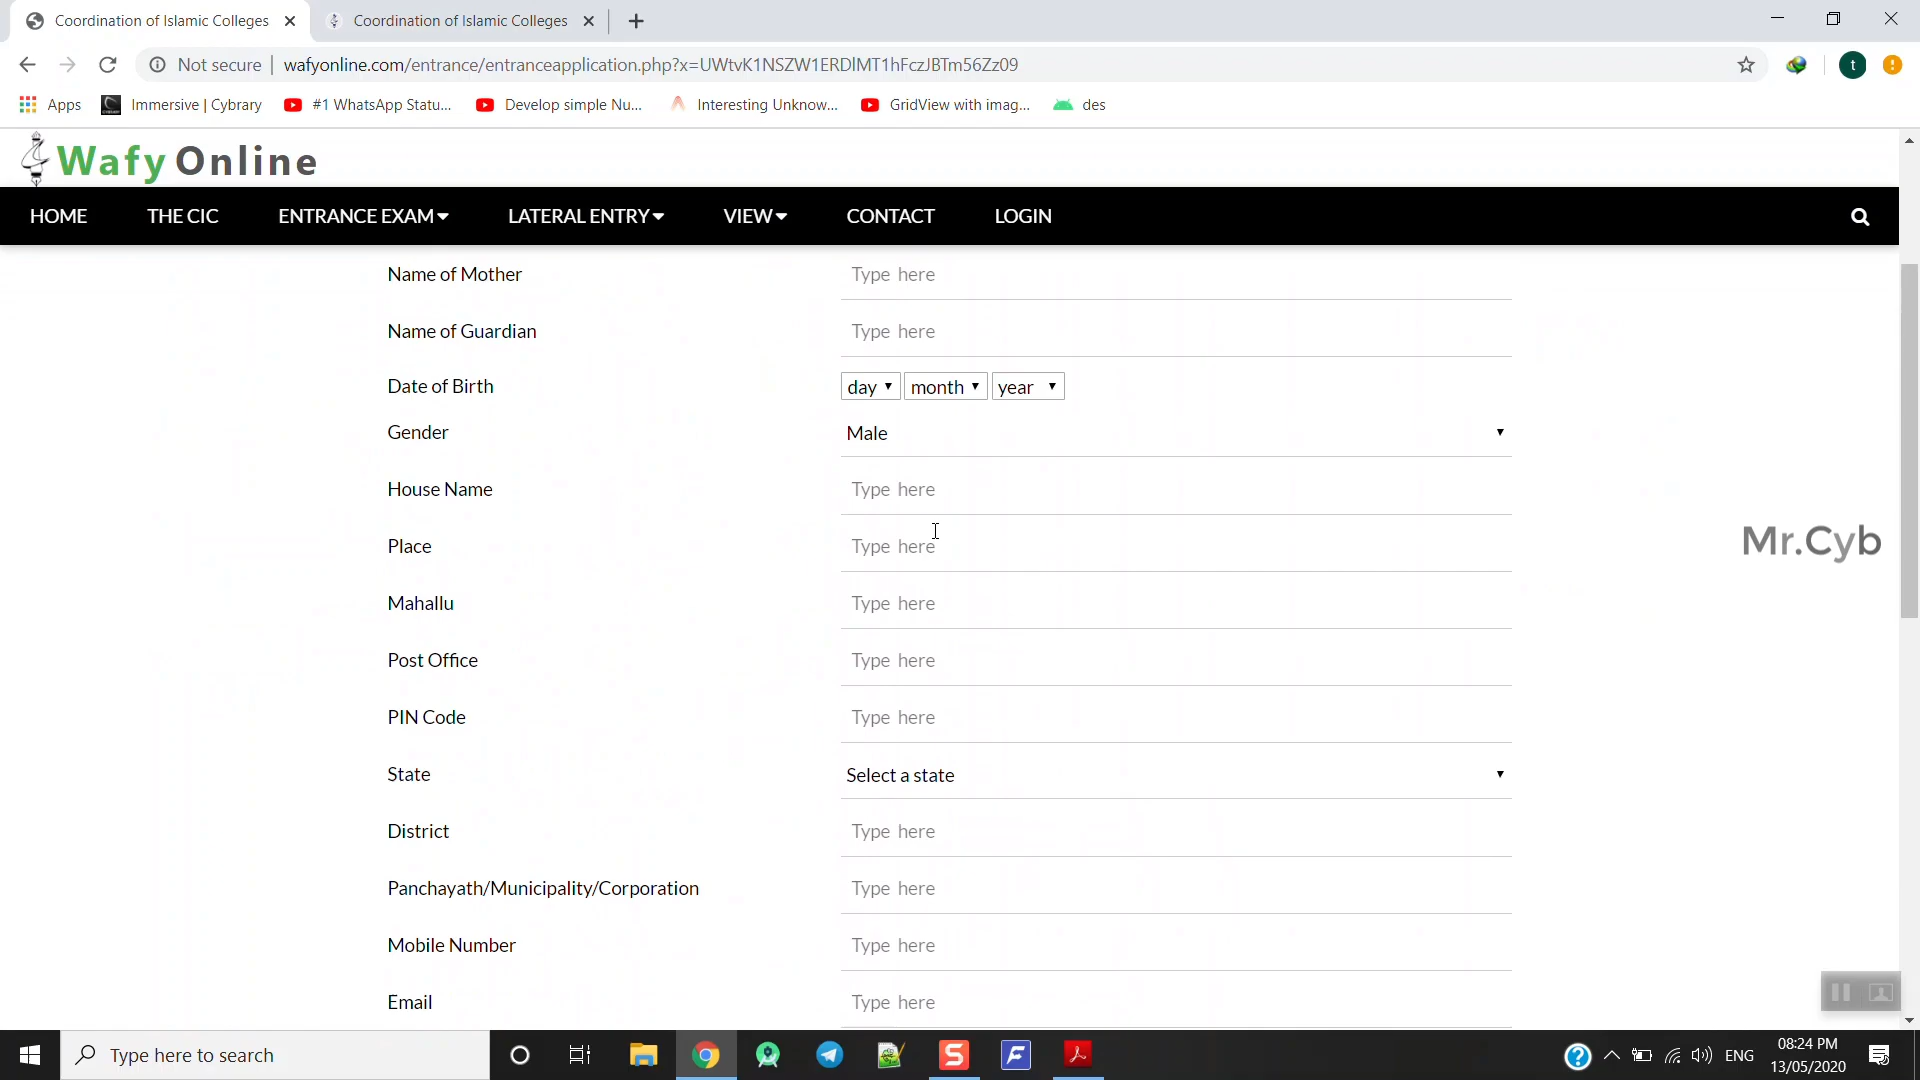 Coordination of Islamic Colleges
Coordination of Islamic Colleges
Not secure | wafyonline.com/entrance/entranceapplication.php?x=UWtvK1NSZW1ERDlMT1hFczJBTm56Zz09
t
Apps
Immersive | Cybrary
#1 WhatsApp Statu...
Develop simple Nu...
Interesting Unknow...
GridView with imag...
des
Wafy Online
HOME
THE CIC
ENTRANCE EXAM
LATERAL ENTRY
VIEW
CONTACT
LOGIN
Name of Mother
Type here
Name of Guardian
Type here
Date of Birth
day
month
year
Gender
Male
House Name
Type here
Place
Type here
Mahallu
Type here
Post Office
Type here
PIN Code
Type here
State
Select a state
District
Type here
Panchayath/Municipality/Corporation
Type here
Mobile Number
Type here
Email
Type here
Mr.Cyb
Type here to search
ENG
08:24 PM
13/05/2020